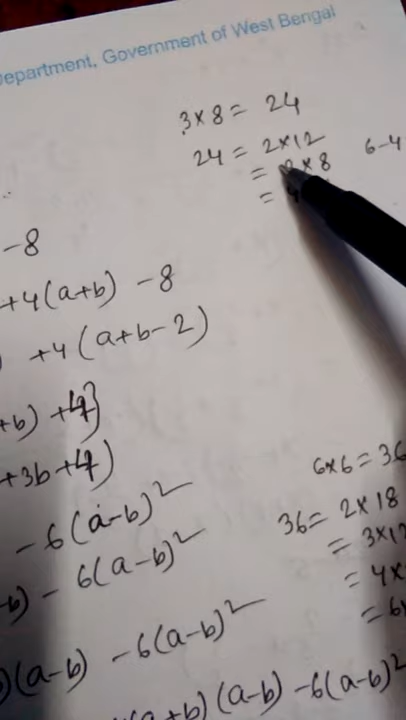 Department, Government of West Bengal
3 × 8 = 24
24 = 2×12
= 3 × 8
=
6-4
-8
+4(a+b) -8
+4(a+b-2)
+b) +4}
+3b+4)
6×6 = 36
-6(a-b)²
36 = 2×18
b) - 6(a-b)²
= 3×12
= 4×
= 6×
)(a-b) -6(a-b)²
(a+b)(a-b) -6(a-b)²